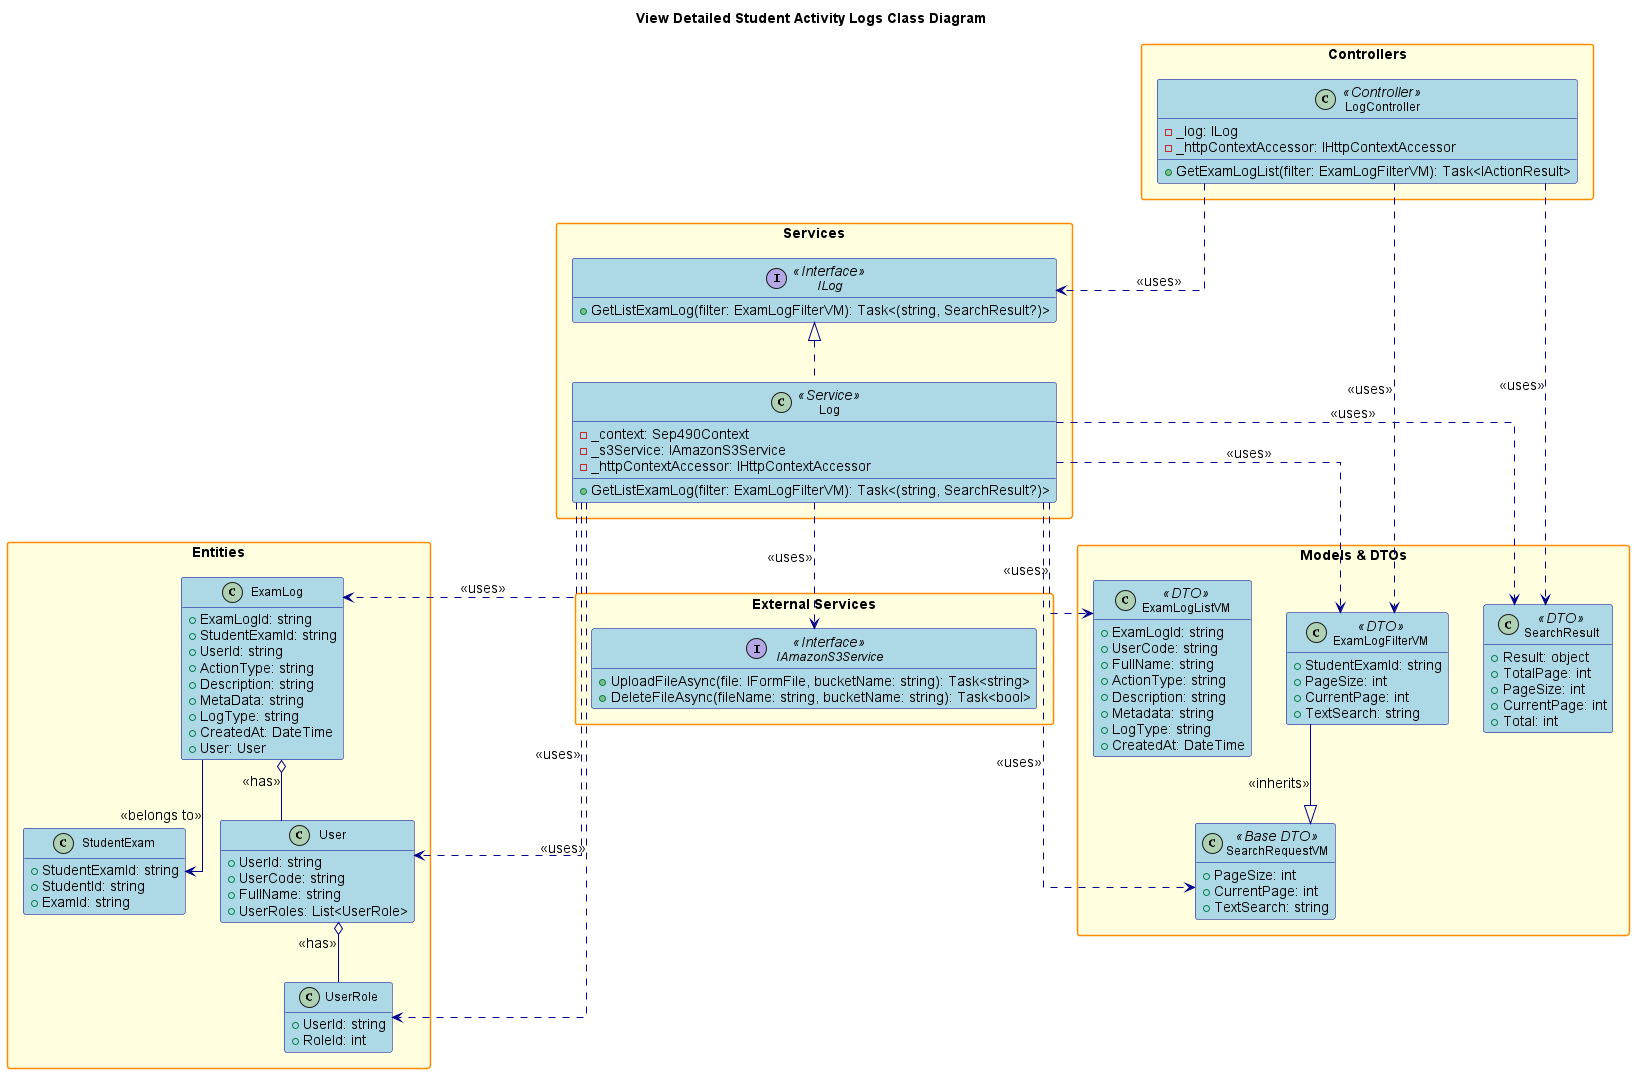 View Detailed Student Activity Logs Class Diagram
Controllers
C
«Controller»
LogController
_log: ILog
_httpContextAccessor: IHttpContextAccessor
GetExamLogList(filter: ExamLogFilterVM): Task<IActionResult>
Services
I
«Interface»
ILog
GetListExamLog(filter: ExamLogFilterVM): Task<(string, SearchResult?)>
«uses»
«uses»
«uses»
C
«Service»
Log
_context: Sep490Context
_s3Service: IAmazonS3Service
_httpContextAccessor: IHttpContextAccessor
GetListExamLog(filter: ExamLogFilterVM): Task<(string, SearchResult?)>
«uses»
«uses»
«uses»
«uses»
«uses»
«uses»
«uses»
«uses»
Entities
C
ExamLog
ExamLogId: string
StudentExamId: string
UserId: string
ActionType: string
Description: string
MetaData: string
LogType: string
CreatedAt: DateTime
User: User
«has»
«belongs to»
C
StudentExam
StudentExamId: string
StudentId: string
ExamId: string
C
User
UserId: string
UserCode: string
FullName: string
UserRoles: List<UserRole>
«has»
C
UserRole
UserId: string
RoleId: int
External Services
I
«Interface»
IAmazonS3Service
UploadFileAsync(file: IFormFile, bucketName: string): Task<string>
DeleteFileAsync(fileName: string, bucketName: string): Task<bool>
Models & DTOs
C
«DTO»
ExamLogListVM
ExamLogId: string
UserCode: string
FullName: string
ActionType: string
Description: string
Metadata: string
LogType: string
CreatedAt: DateTime
C
«DTO»
ExamLogFilterVM
StudentExamId: string
PageSize: int
CurrentPage: int
TextSearch: string
C
«DTO»
SearchResult
Result: object
TotalPage: int
PageSize: int
CurrentPage: int
Total: int
«inherits»
C
«Base DTO»
SearchRequestVM
PageSize: int
CurrentPage: int
TextSearch: string